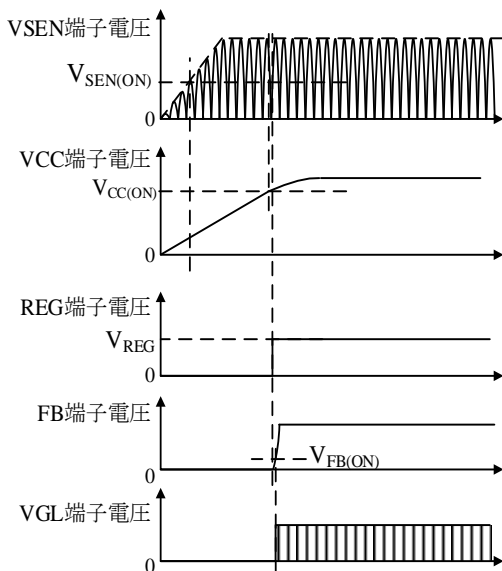 VSEN端子電圧
VSEN(ON)
0
VCC端子電圧
VCC(ON)
0
REG端子電圧
VREG
0
FB端子電圧
VFB(ON)
0
VGL端子電圧
0